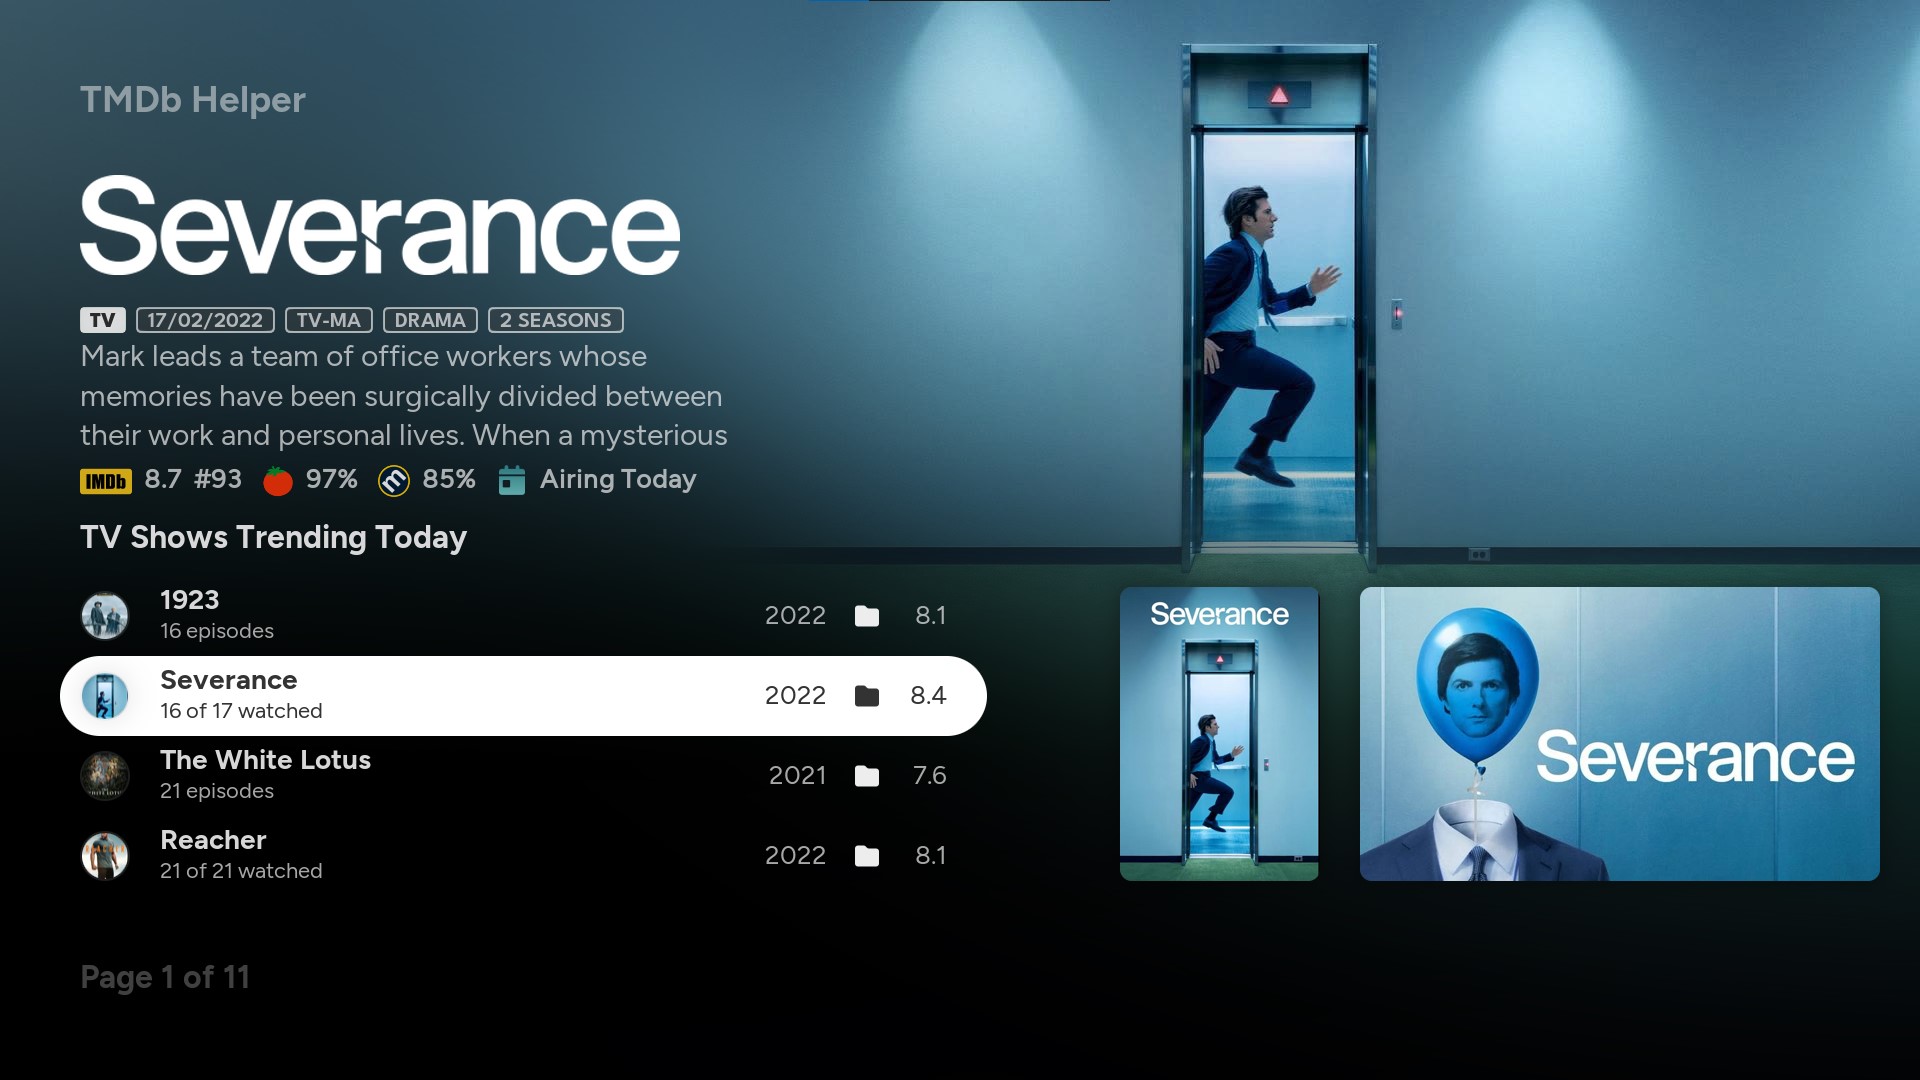 TMDb Helper
Severance
TV 17/02/2022 TV-MA DRAMA 2 SEASONS
Mark leads a team of office workers whose
memories have been surgically divided between
their work and personal lives. When a mysterious
IMDb 8.7 #93 97% m 85% Airing Today
TV Shows Trending Today
1923 2022 8.1
16 episodes
Severance 2022 8.4
16 of 17 watched
The White Lotus 2021 7.6
21 episodes
Reacher 2022 8.1
21 of 21 watched
Severance
Severance
Page 1 of 11